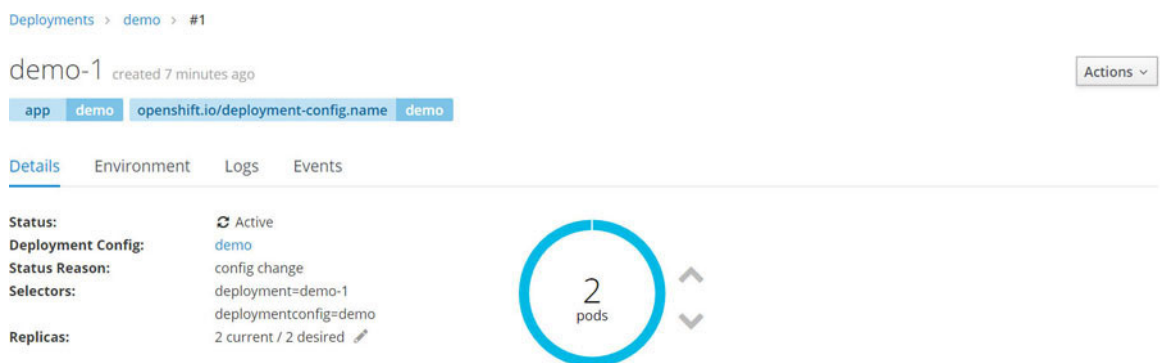 Deployments > demo > #1
demo-1 created 7 minutes ago
Actions
app demo openshift.io/deployment-config.name demo
Details Environment Logs Events
Status: Active
Deployment Config: demo
Status Reason: config change
Selectors: deployment=demo-1
deploymentconfig=demo
Replicas: 2 current / 2 desired
2
pods